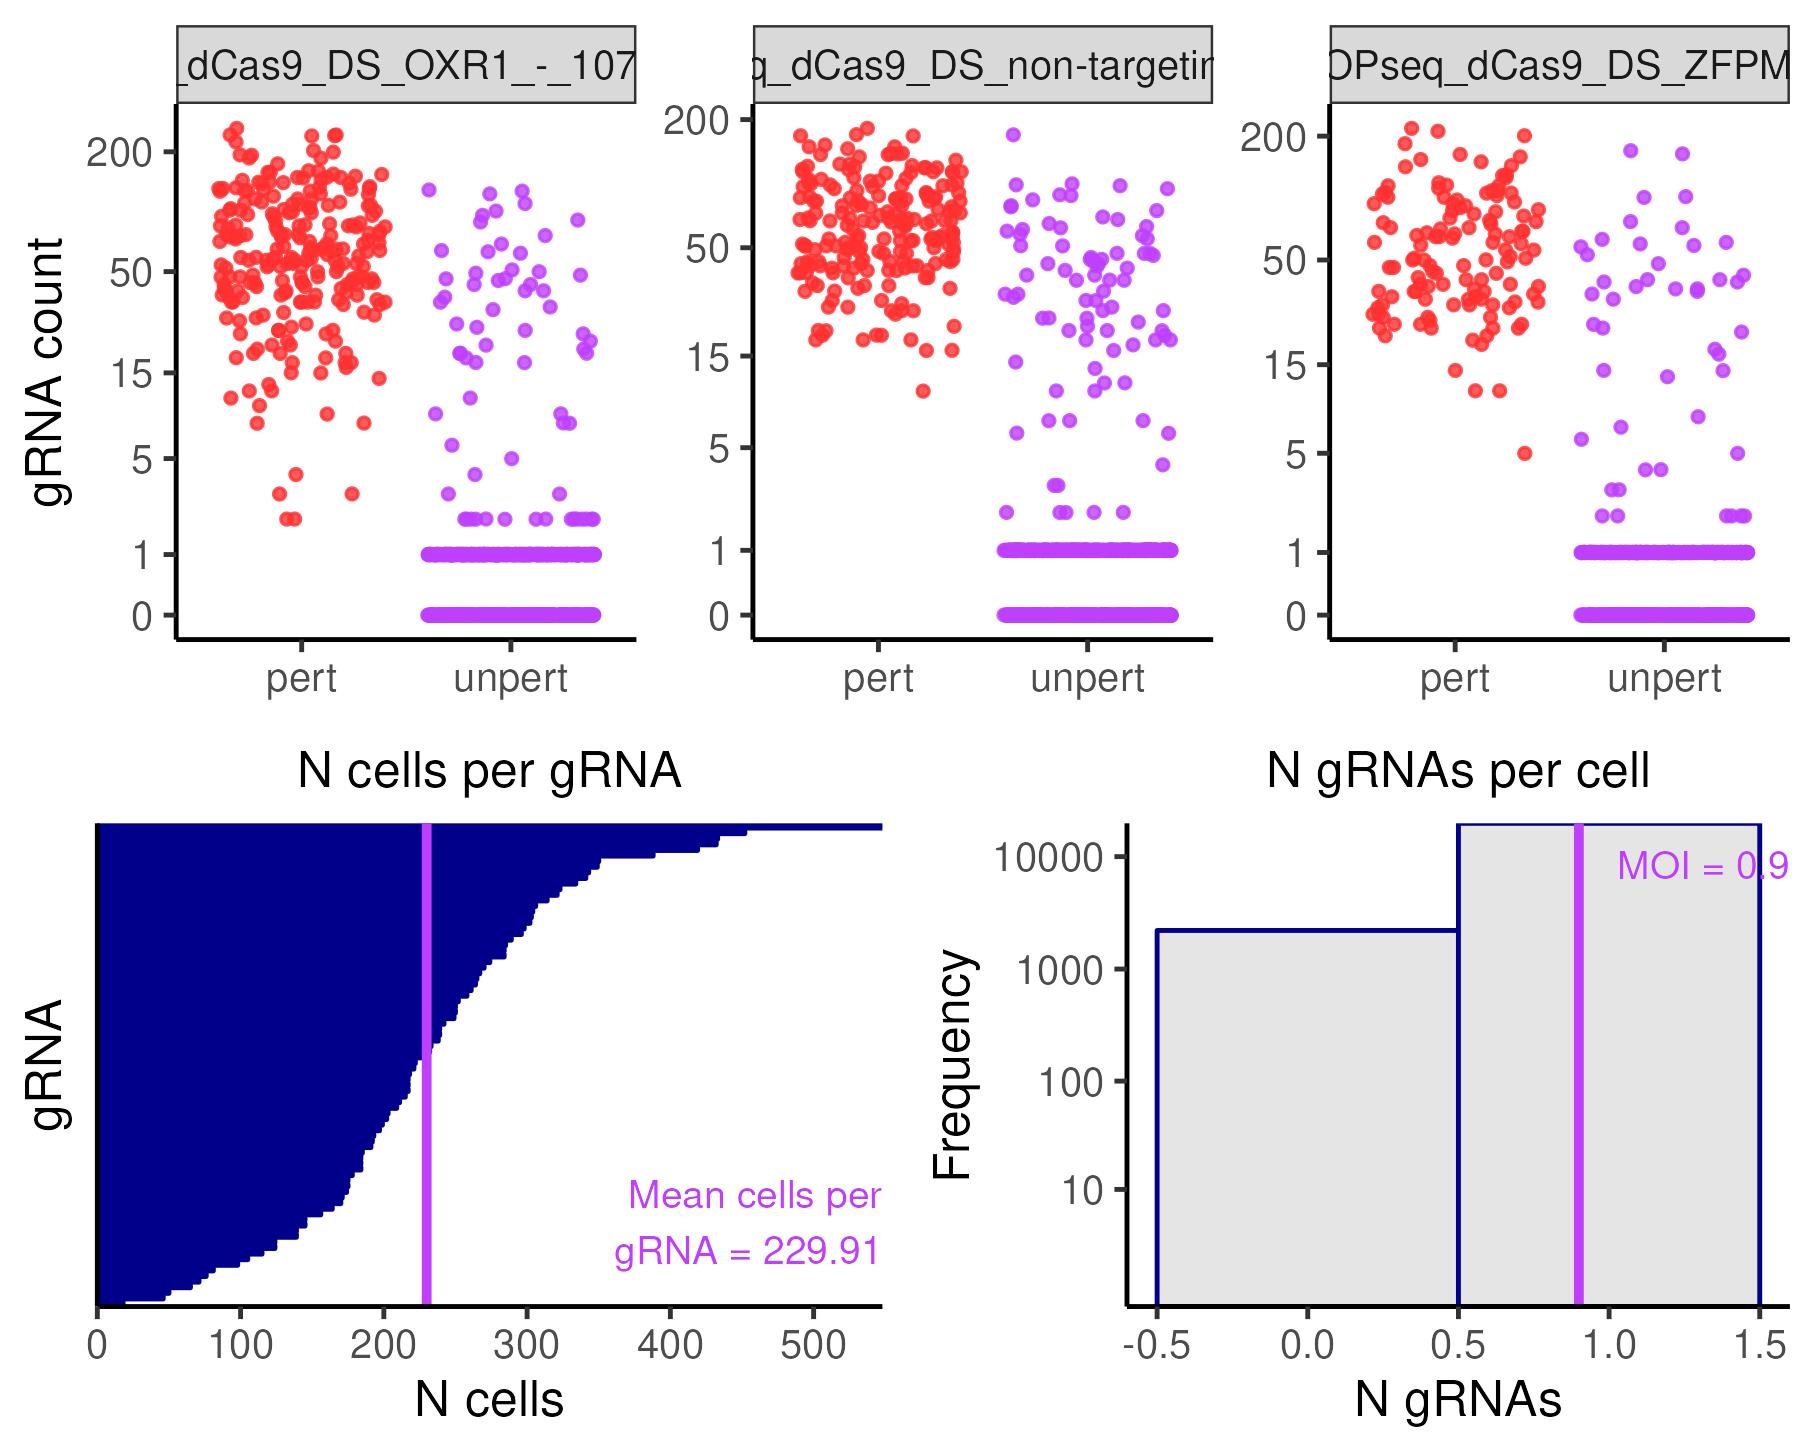 _dCas9_DS_OXR1_-_107
q_dCas9_DS_non-targetin
OPseq_dCas9_DS_ZFPM
gRNA count
200
50
15
5
1
0
pert
unpert
200
50
15
5
1
0
pert
unpert
200
50
15
5
1
0
pert
unpert
N cells per gRNA
gRNA
Mean cells per
gRNA = 229.91
0
100
200
300
400
500
N cells
N gRNAs per cell
Frequency
10000
1000
100
10
MOI = 0.9
-0.5
0.0
0.5
1.0
1.5
N gRNAs